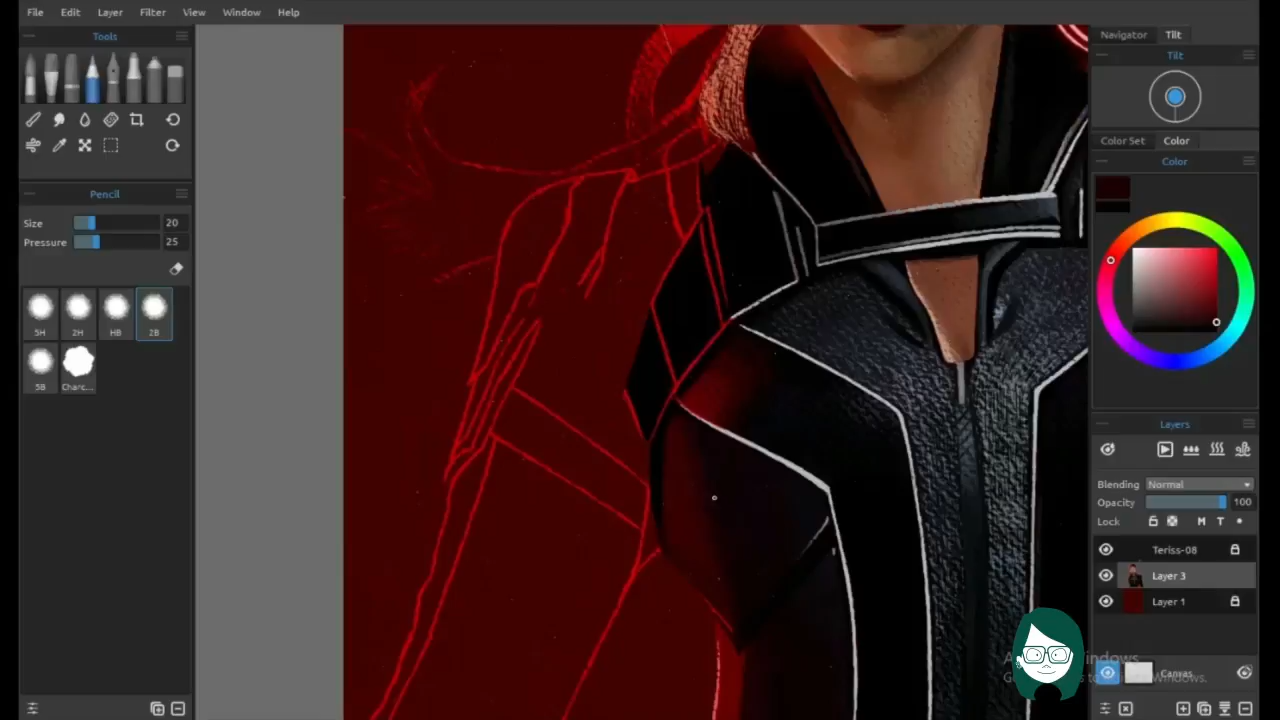 File Edit Layer Filter View Window Help
Tools
Pencil
Size 20
Pressure 25
5H 2H HB 2B
5B Charc...
Navigator Tilt
Tilt
Color Set Color
Color
Layers
Blending Normal
Opacity 100
Lock M T
Teriss-08
Layer 3
Layer 1
Canvas